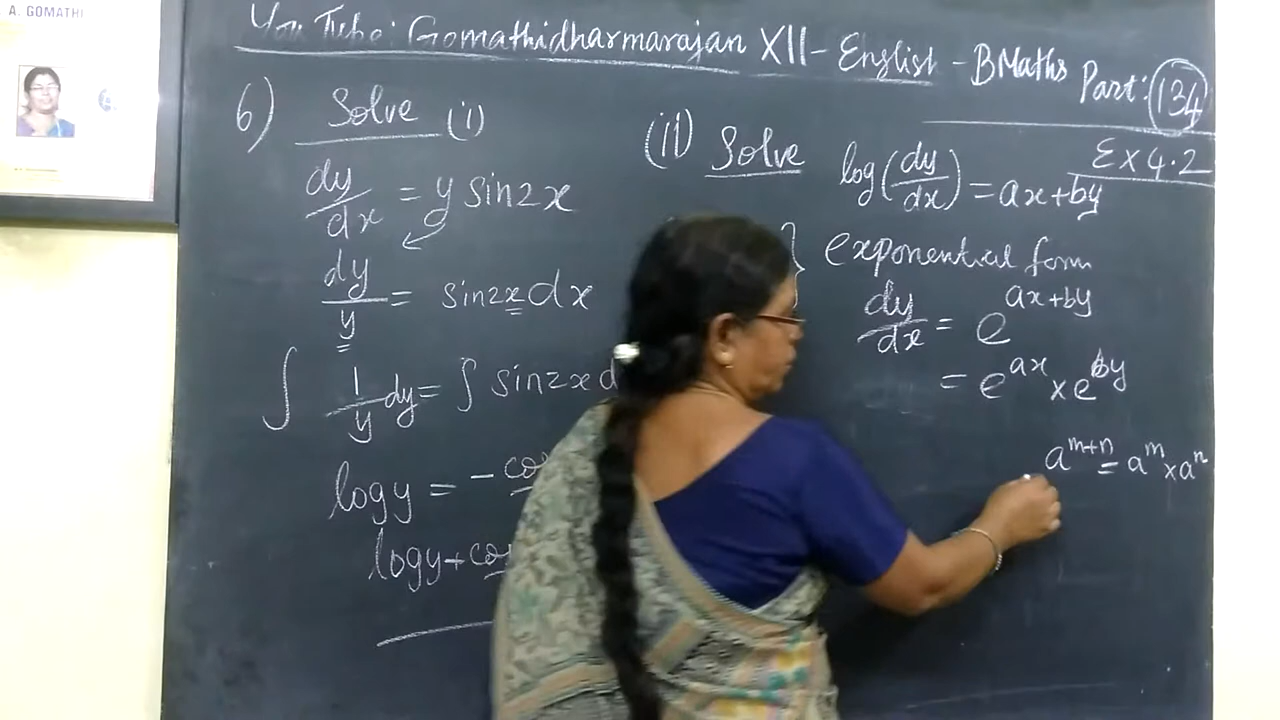 A. GOMATHI
You Tube: Gomathidharmarajan XII - English - BMaths Part: 134
Ex 4.2
6) Solve (i)
dy/dx = y sin2x
dy/y = sin2x dx
∫ 1/y dy = ∫ sin2x d
log y = - cos
log y + cos
(ii) Solve log(dy/dx) = ax+by
} exponential form
dy/dx = e^{ax+by}
= e^{ax} × e^{by}
a^{m+n} = a^m × a^n